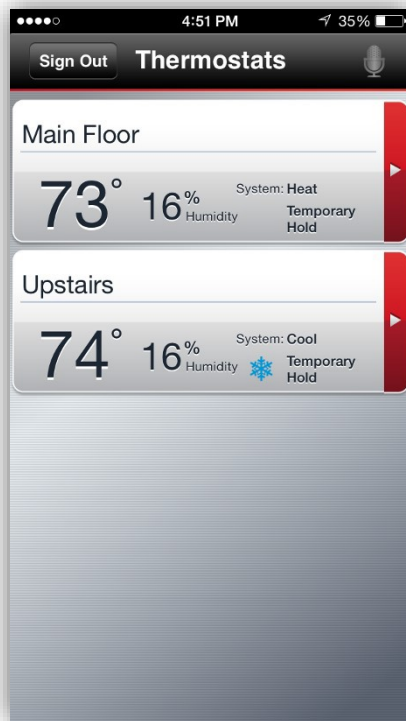 4:51 PM 35%
Sign Out Thermostats
Main Floor
73° 16% Humidity System: Heat
Temporary
Hold
Upstairs
74° 16% Humidity System: Cool
Temporary
Hold